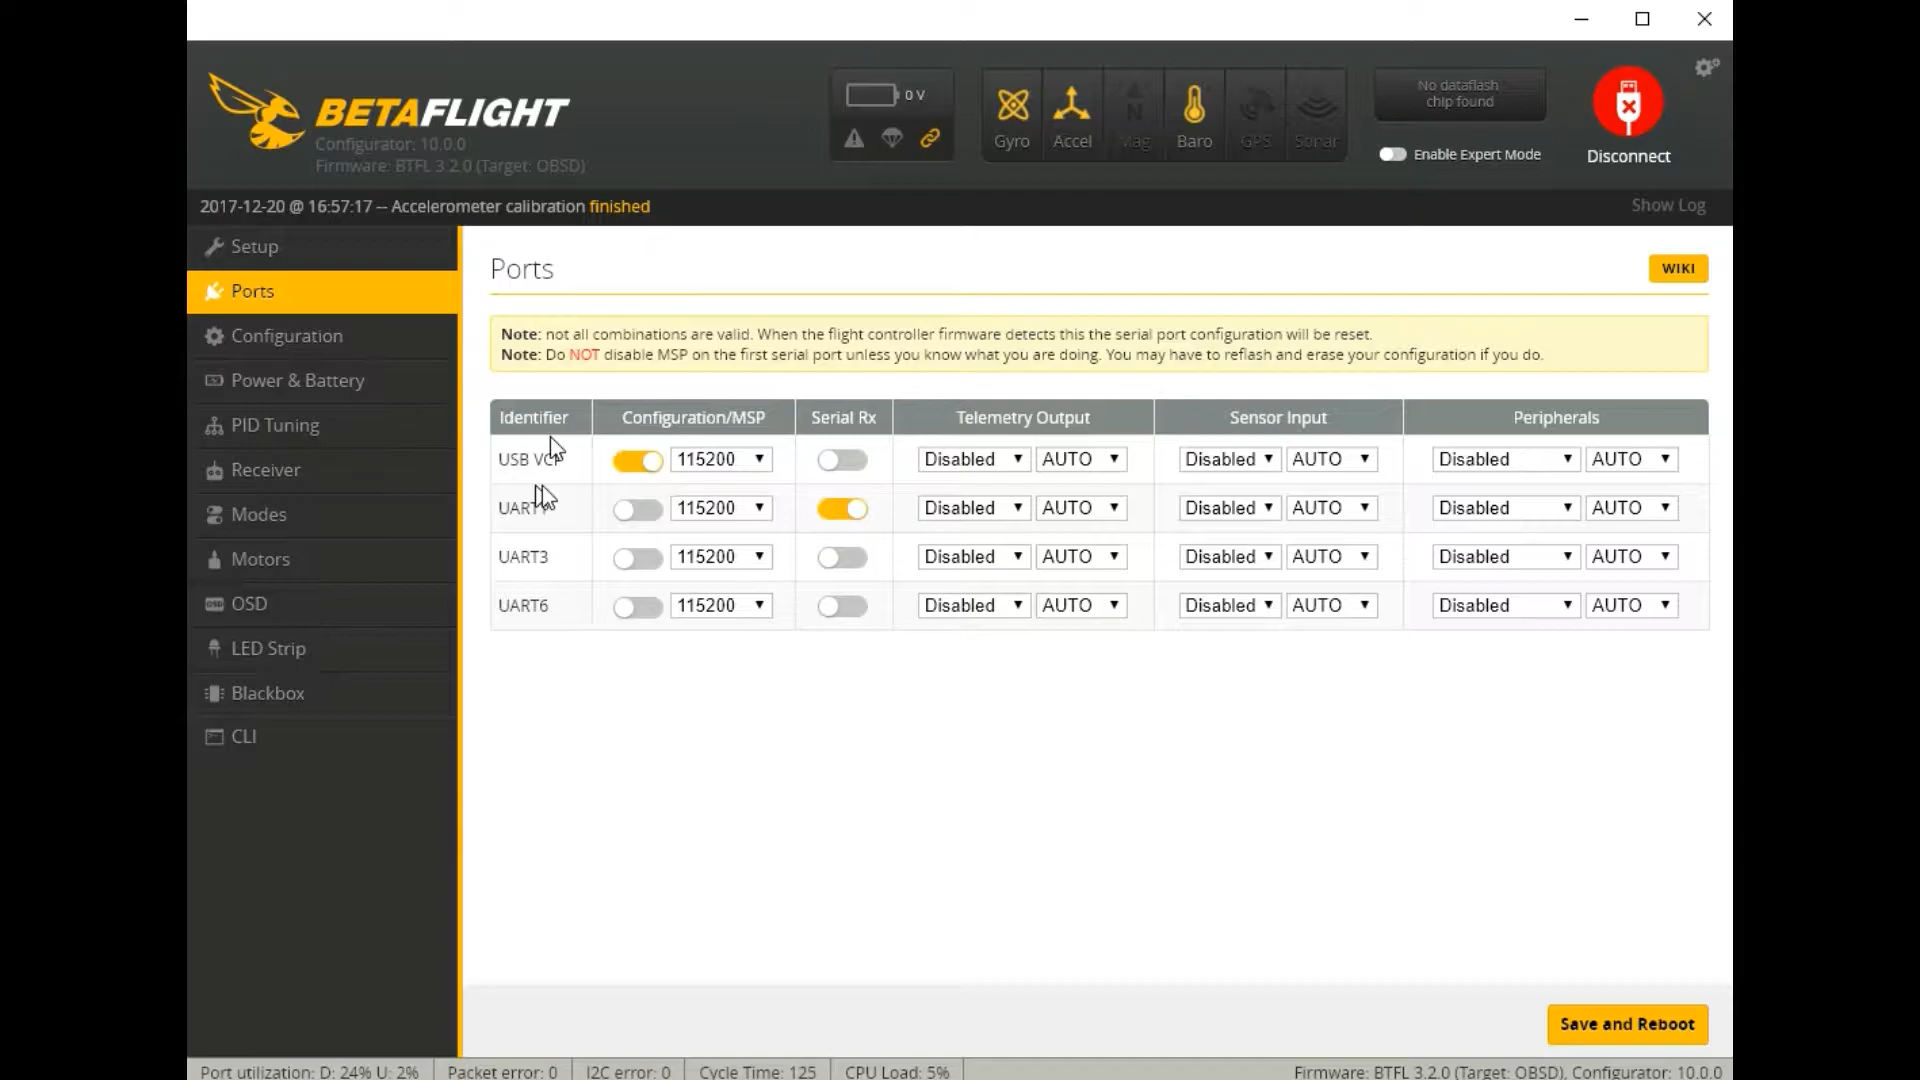 BETAFLIGHT
Configurator: 10.0.0
Firmware: BTFL 3.2.0 (Target: OBSD)
0 V
Gyro Accel Mag Baro GPS Sonar
No dataflash
chip found
Enable Expert Mode
Disconnect
2017-12-20 @ 16:57:17 -- Accelerometer calibration finished
Show Log
Setup
Ports
Configuration
Power & Battery
PID Tuning
Receiver
Modes
Motors
OSD
LED Strip
Blackbox
CLI
Ports
WIKI
Note: not all combinations are valid. When the flight controller firmware detects this the serial port configuration will be reset.
Note: Do NOT disable MSP on the first serial port unless you know what you are doing. You may have to reflash and erase your configuration if you do.
Identifier Configuration/MSP Serial Rx Telemetry Output Sensor Input Peripherals
USB VCP 115200 Disabled AUTO Disabled AUTO Disabled AUTO
UART1 115200 Disabled AUTO Disabled AUTO Disabled AUTO
UART3 115200 Disabled AUTO Disabled AUTO Disabled AUTO
UART6 115200 Disabled AUTO Disabled AUTO Disabled AUTO
Save and Reboot
Port utilization: D: 24% U: 2% Packet error: 0 I2C error: 0 Cycle Time: 125 CPU Load: 5% Firmware: BTFL 3.2.0 (Target: OBSD), Configurator: 10.0.0